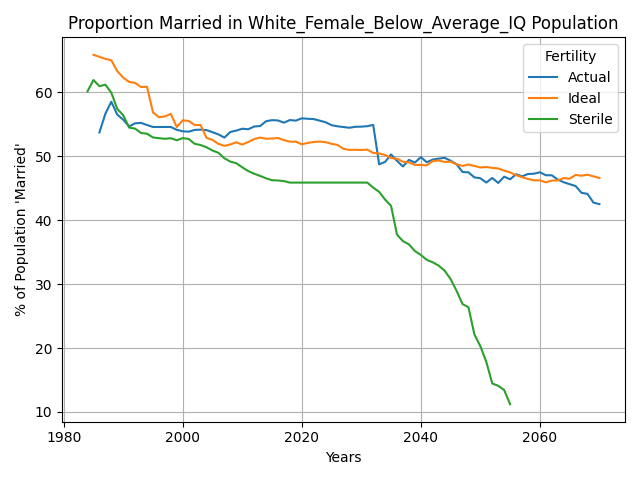 Proportion Married in White_Female_Below_Average_IQ Population
% of Population 'Married'
60
50
40
30
20
10
Fertility
Actual
Ideal
Sterile
1980
2000
2020
2040
2060
Years